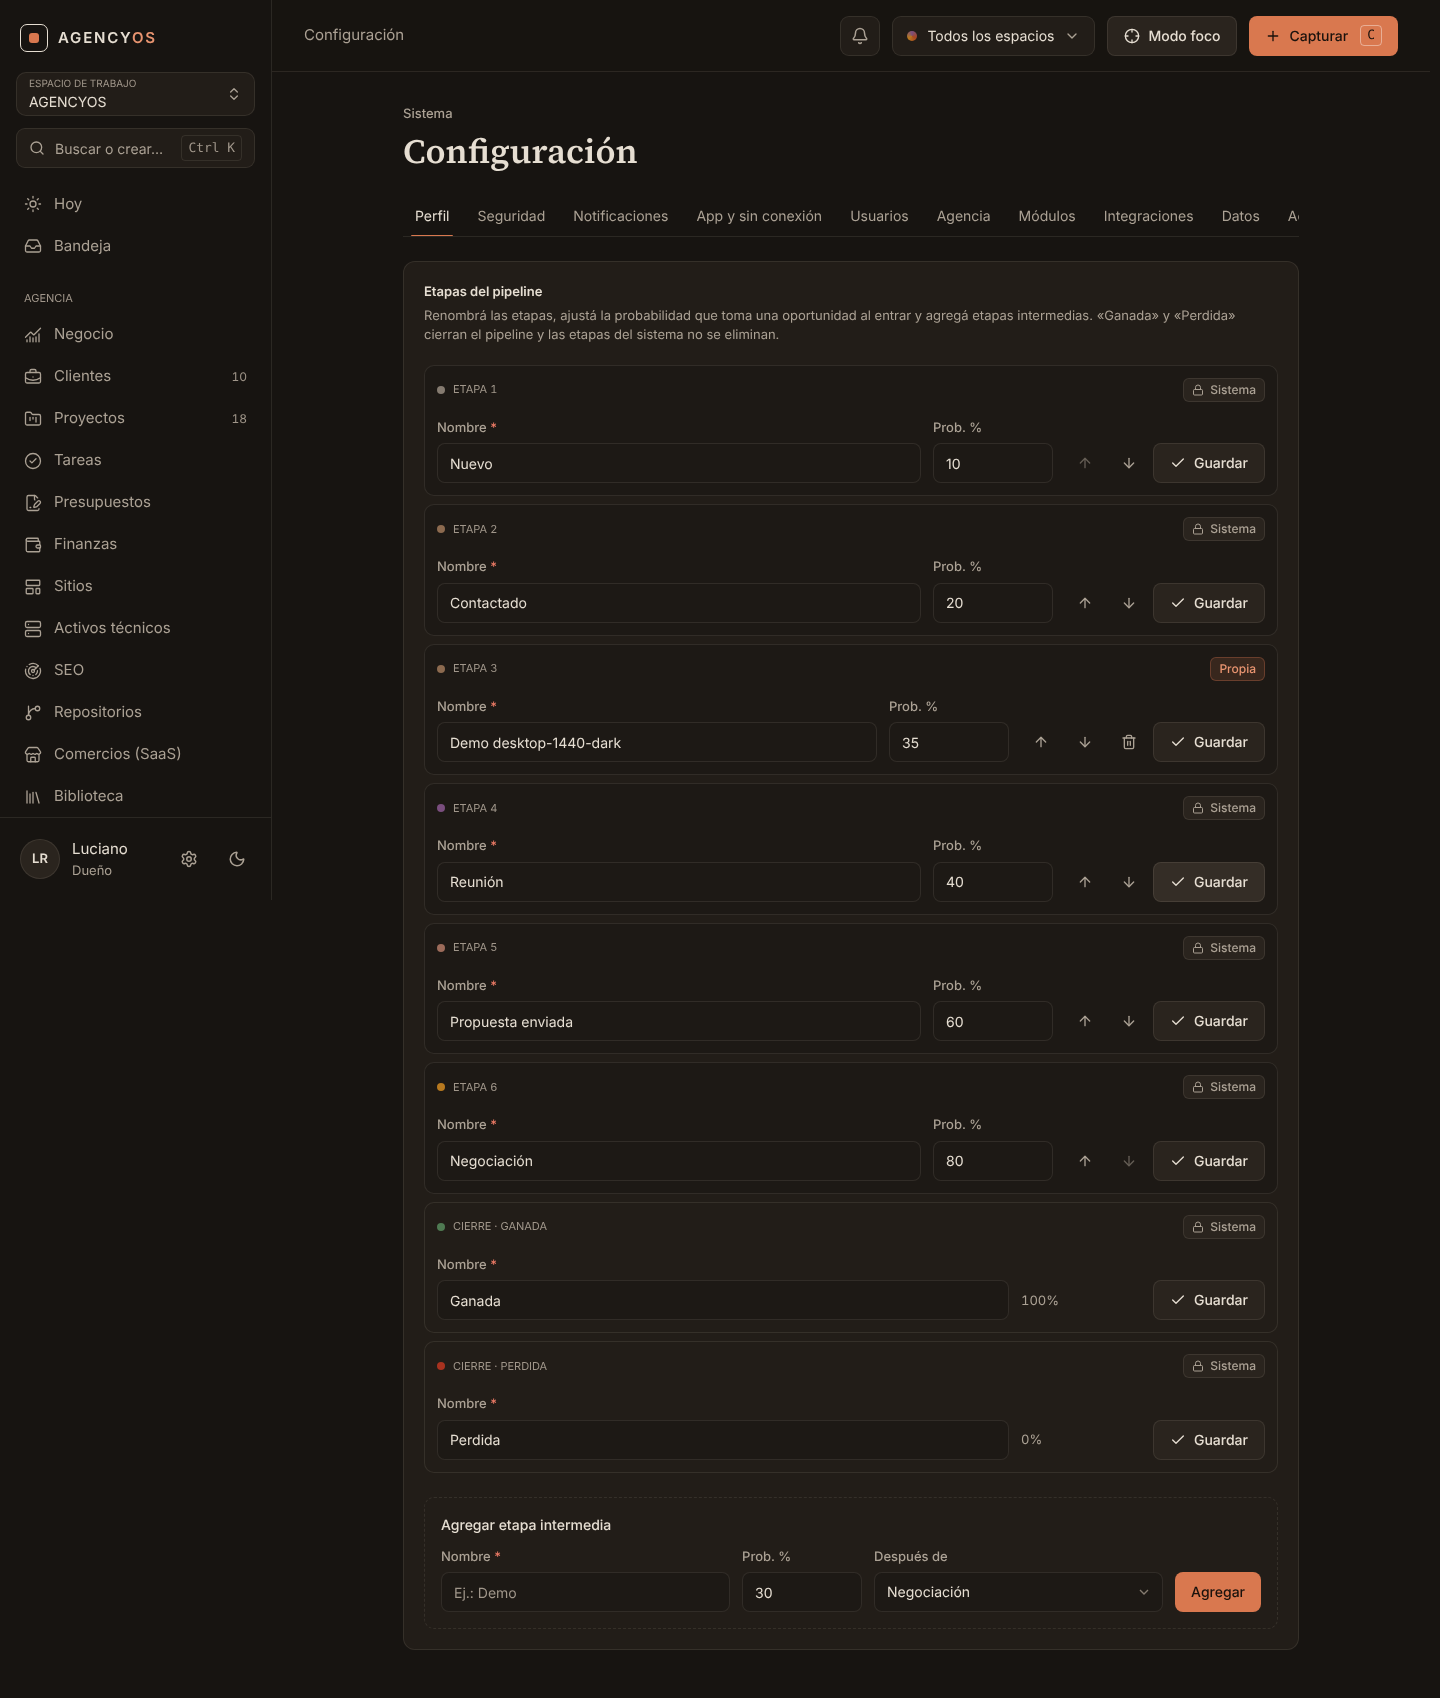 AGENCYOS
ESPACIO DE TRABAJO
AGENCYOS
Buscar o crear... Ctrl K
Hoy
Bandeja
AGENCIA
Negocio
Clientes 10
Proyectos 18
Tareas
Presupuestos
Finanzas
Sitios
Activos técnicos
SEO
Repositorios
Comercios (SaaS)
Biblioteca
LR Luciano
Dueño
Configuración
Todos los espacios
Modo foco
Capturar C
Sistema
Configuración
Perfil Seguridad Notificaciones App y sin conexión Usuarios Agencia Módulos Integraciones Datos
Etapas del pipeline
Renombrá las etapas, ajustá la probabilidad que toma una oportunidad al entrar y agregá etapas intermedias. «Ganada» y «Perdida»
cierran el pipeline y las etapas del sistema no se eliminan.
ETAPA 1 Sistema
Nombre * Prob. %
Nuevo 10 Guardar
ETAPA 2 Sistema
Nombre * Prob. %
Contactado 20 Guardar
ETAPA 3 Propia
Nombre * Prob. %
Demo desktop-1440-dark 35 Guardar
ETAPA 4 Sistema
Nombre * Prob. %
Reunión 40 Guardar
ETAPA 5 Sistema
Nombre * Prob. %
Propuesta enviada 60 Guardar
ETAPA 6 Sistema
Nombre * Prob. %
Negociación 80 Guardar
CIERRE · GANADA Sistema
Nombre *
Ganada 100% Guardar
CIERRE · PERDIDA Sistema
Nombre *
Perdida 0% Guardar
Agregar etapa intermedia
Nombre * Prob. % Después de
Ej.: Demo 30 Negociación Agregar